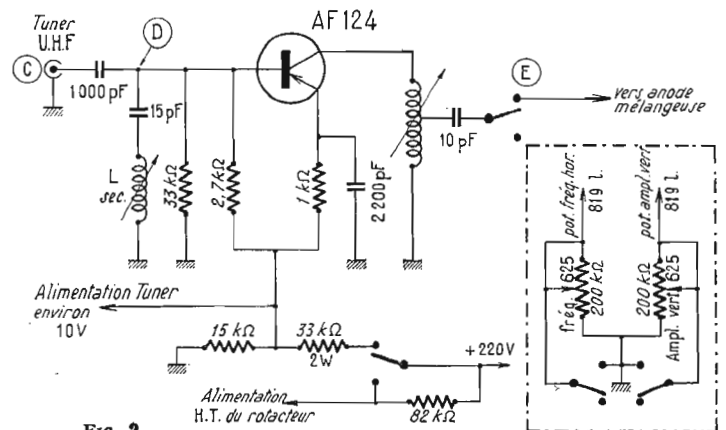 Tuner
U.H.F
D
AF124
C
1000 pF
15 pF
L
sec.
33 kΩ
2,7 kΩ
1 kΩ
2200 pF
10 pF
E
vers anode
mélangeuse
pot. fréq. hor.
819 l.
pot. ampl. vert
819 l.
fréq. 625
200 kΩ
200 kΩ
Ampl. vert 625
Alimentation Tuner
environ
10V
15 kΩ
33 kΩ
2W
+220V
Alimentation
H.T. du rotacteur
82 kΩ
FIG. 2